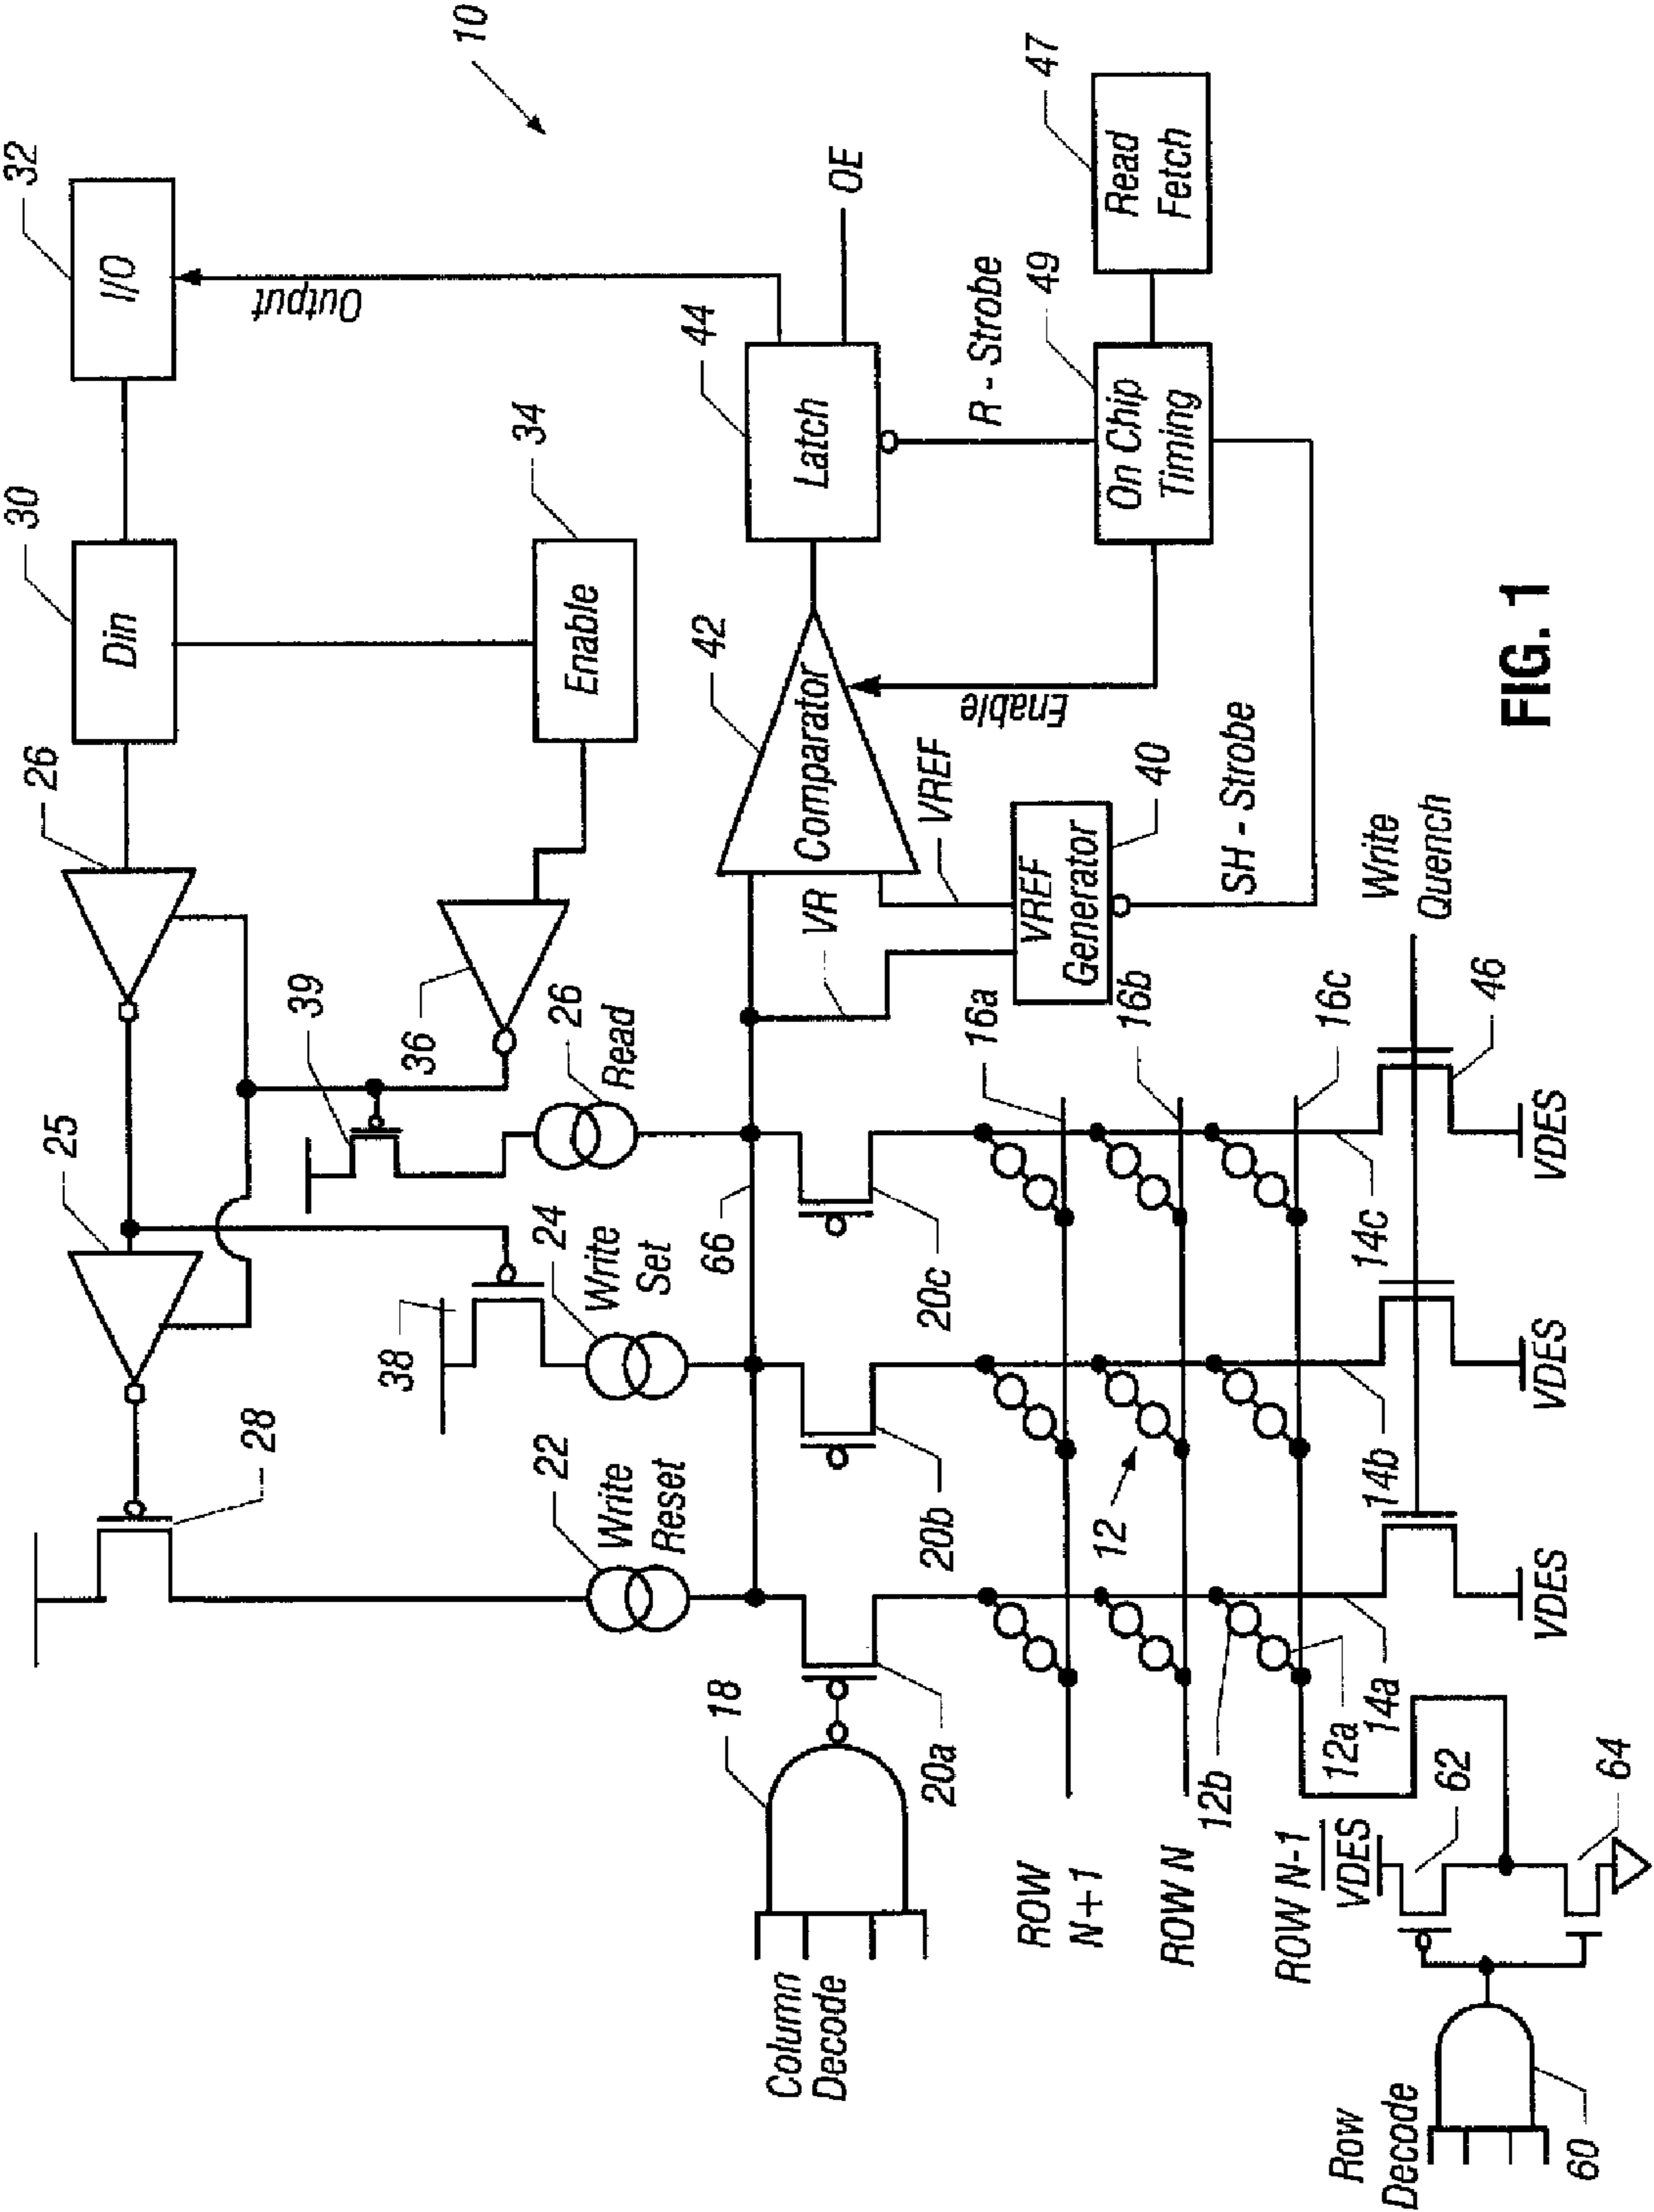 10
32
I/O
Output
30
Din
26
34
Enable
25
36
39
28
38
24
Write
Set
26
Read
22
Write
Reset
66
44
Latch
OE
42
Comparator
VR
VREF
Enable
R - Strobe
47
Read
Fetch
49
On Chip
Timing
40
VREF
Generator
SH - Strobe
18
Column
Decode
20a
20b
20c
16a
16b
16c
12
ROW
N+1
ROW N
ROW N-1
12b
12a
14a
14b
14c
Write
Quench
46
VDES
VDES
VDES
VDES
62
64
Row
Decode
60
FIG. 1